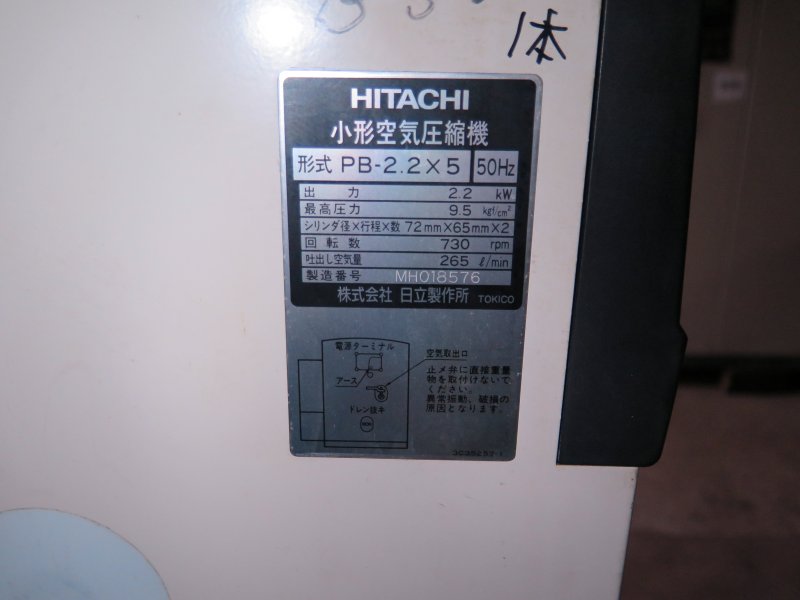 1本
HITACHI
小形空気圧縮機
形式 PB-2.2×5 50Hz
出力 2.2 kW
最高圧力 9.5 kgf/cm²
シリンダ径×行程×数 72mm×65mm×2
回転数 730 rpm
吐出し空気量 265 ℓ/min
製造番号 MH018576
株式会社 日立製作所 TOKICO
電源ターミナル
アース
ドレン抜キ
空気取出口
止メ弁に直接重量
物を取付けないで
ください。
異常振動、破損の
原因となります。